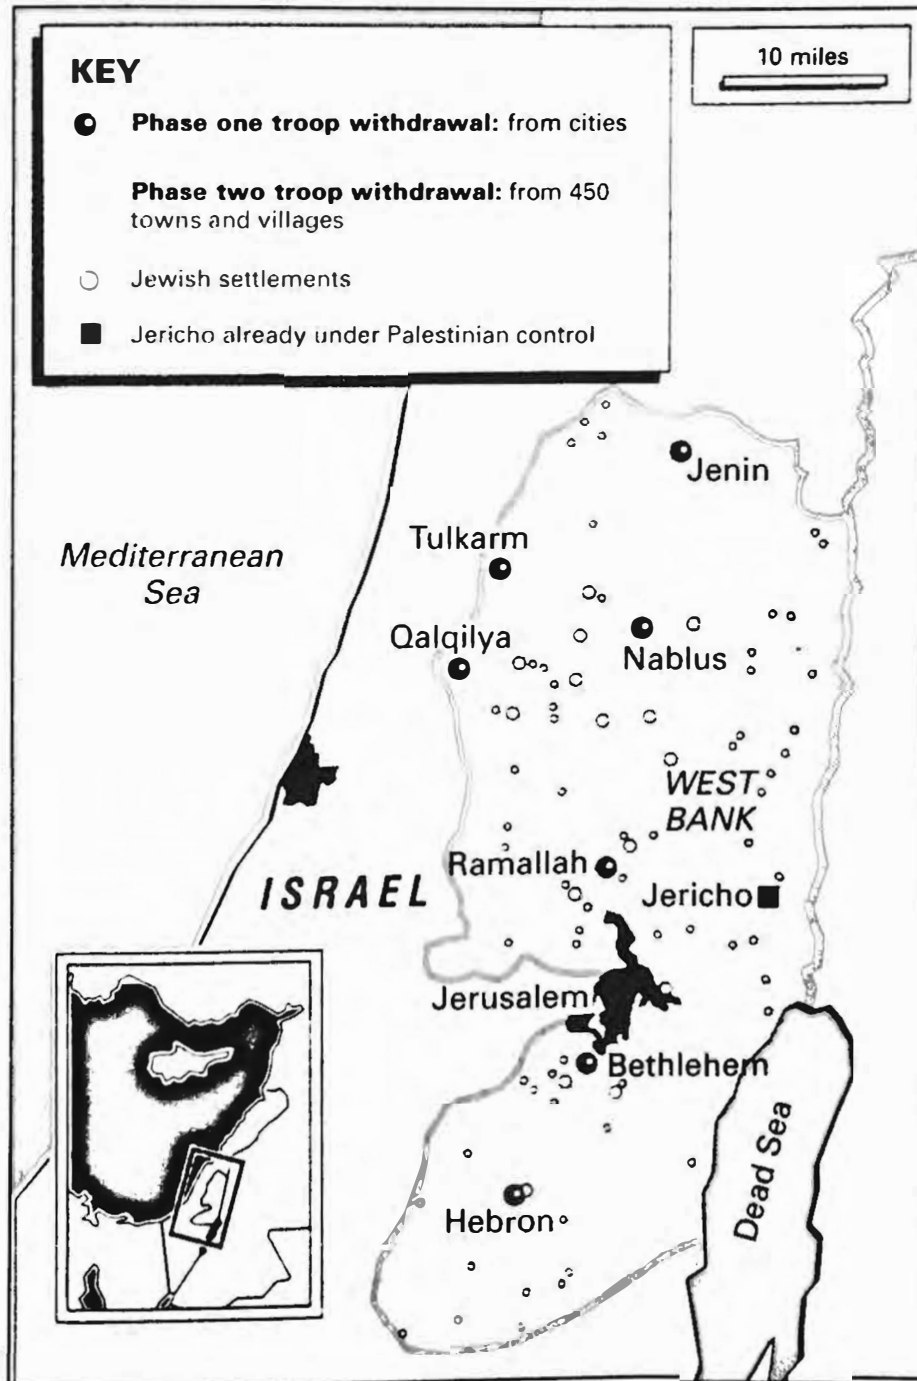 KEY
Phase one troop withdrawal: from cities
Phase two troop withdrawal: from 450
towns and villages
Jewish settlements
Jericho already under Palestinian control
10 miles
Jenin
Mediterranean
Sea
Tulkarm
Qalqilya
Nablus
WEST
BANK
Ramallah
ISRAEL
Jericho
Jerusalem
Bethlehem
Dead Sea
Hebron